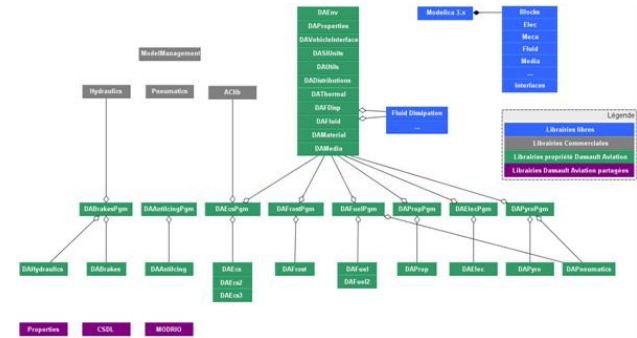 DAEnv
DAProperties
DAVehicleInterface
DASIUnits
DAUtils
DADistributions
DAThermal
DAFDisp
DAFluid
DAMaterial
DAMedia
Modelica 3.x
Blocks
Elec
Meca
Fluid
Media
...
Interfaces
ModelManagement
Hydraulics
Pneumatics
AClib
Fluid Dissipation
...
Légende
Librairies libres
Librairies Commerciales
Librairies propriété Dassault Aviation
Librairies Dassault Aviation partagées
DABrakesPgm
DAAntiIcingPgm
DAEcsPgm
DAFrostPgm
DAFuelPgm
DAPropPgm
DAElecPgm
DAPyroPgm
DAHydraulics
DABrakes
DAAntiIcing
DAEcs
DAEcs2
DAEcs3
DAFrost
DAFuel
DAFuel2
DAProp
DAElec
DAPyro
DAPneumatics
Properties
CSDL
MODRIO